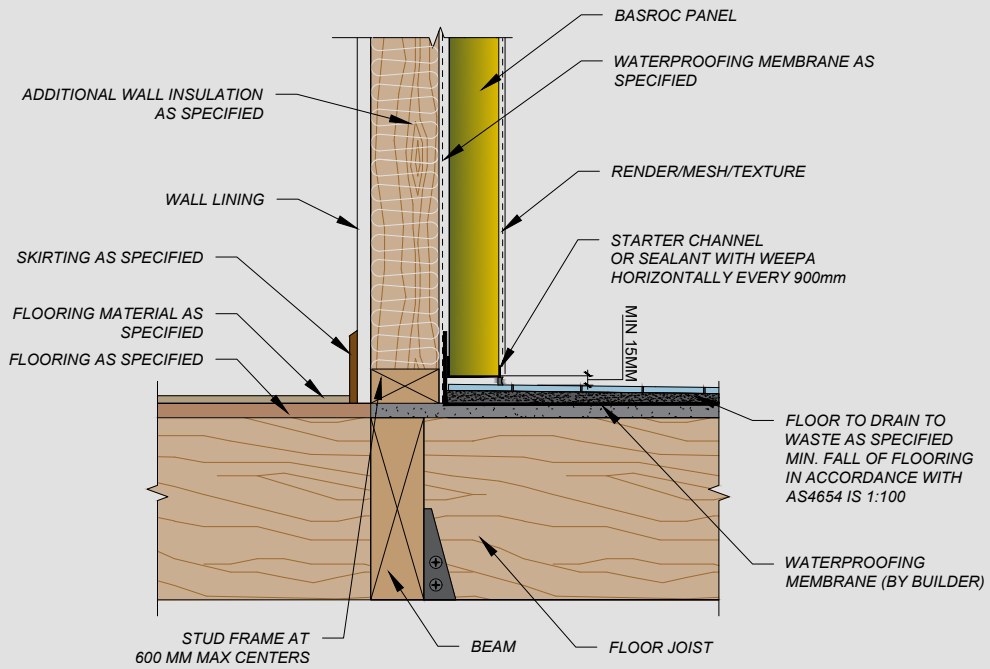 BASROC PANEL
WATERPROOFING MEMBRANE AS
SPECIFIED
ADDITIONAL WALL INSULATION
AS SPECIFIED
RENDER/MESH/TEXTURE
WALL LINING
STARTER CHANNEL
OR SEALANT WITH WEEPA
HORIZONTALLY EVERY 900mm
SKIRTING AS SPECIFIED
MIN 15MM
FLOORING MATERIAL AS
SPECIFIED
FLOORING AS SPECIFIED
FLOOR TO DRAIN TO
WASTE AS SPECIFIED
MIN. FALL OF FLOORING
IN ACCORDANCE WITH
AS4654 IS 1:100
WATERPROOFING
MEMBRANE (BY BUILDER)
STUD FRAME AT
600 MM MAX CENTERS
BEAM
FLOOR JOIST